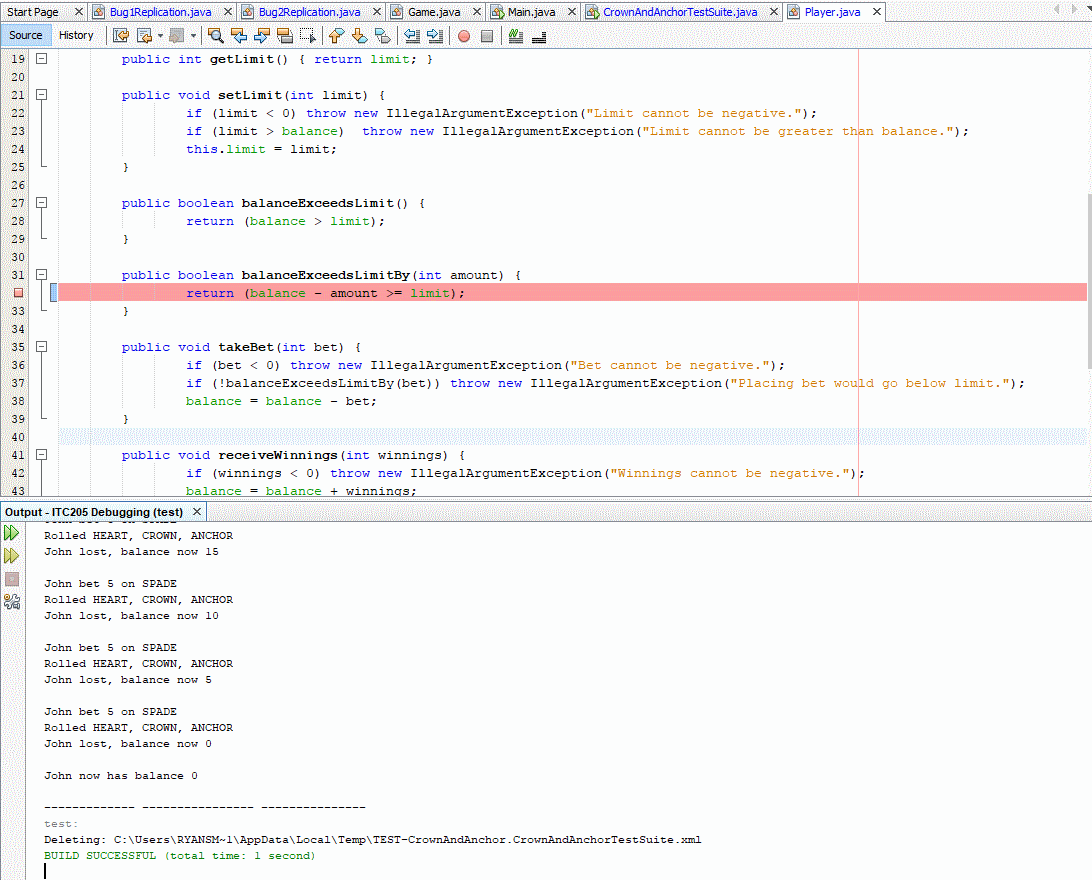 Start Page Bug1Replication.java Bug2Replication.java Game.java Main.java CrownAndAnchorTestSuite.java Player.java
Source History
19 public int getLimit() { return limit; }
20
21 public void setLimit(int limit) {
22 if (limit < 0) throw new IllegalArgumentException("Limit cannot be negative.");
23 if (limit > balance)  throw new IllegalArgumentException("Limit cannot be greater than balance.");
24 this.limit = limit;
25 }
26
27 public boolean balanceExceedsLimit() {
28 return (balance > limit);
29 }
30
31 public boolean balanceExceedsLimitBy(int amount) {
return (balance - amount >= limit);
33 }
34
35 public void takeBet(int bet) {
36 if (bet < 0) throw new IllegalArgumentException("Bet cannot be negative.");
37 if (!balanceExceedsLimitBy(bet)) throw new IllegalArgumentException("Placing bet would go below limit.");
38 balance = balance - bet;
39 }
40
41 public void receiveWinnings(int winnings) {
42 if (winnings < 0) throw new IllegalArgumentException("Winnings cannot be negative.");
43 balance = balance + winnings;
Output - ITC205 Debugging (test)
Rolled HEART, CROWN, ANCHOR
John lost, balance now 15
John bet 5 on SPADE
Rolled HEART, CROWN, ANCHOR
John lost, balance now 10
John bet 5 on SPADE
Rolled HEART, CROWN, ANCHOR
John lost, balance now 5
John bet 5 on SPADE
Rolled HEART, CROWN, ANCHOR
John lost, balance now 0
John now has balance 0
------------- ---------------- ---------------
test:
Deleting: C:\Users\RYANSM~1\AppData\Local\Temp\TEST-CrownAndAnchor.CrownAndAnchorTestSuite.xml
BUILD SUCCESSFUL (total time: 1 second)